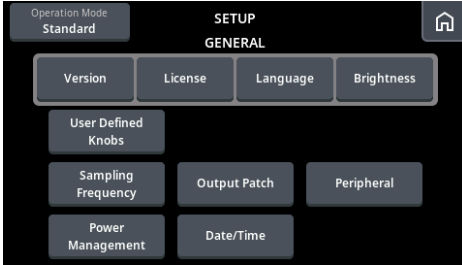 Operation Mode
Standard
SETUP
GENERAL
Version
License
Language
Brightness
User Defined
Knobs
Sampling
Frequency
Output Patch
Peripheral
Power
Management
Date/Time